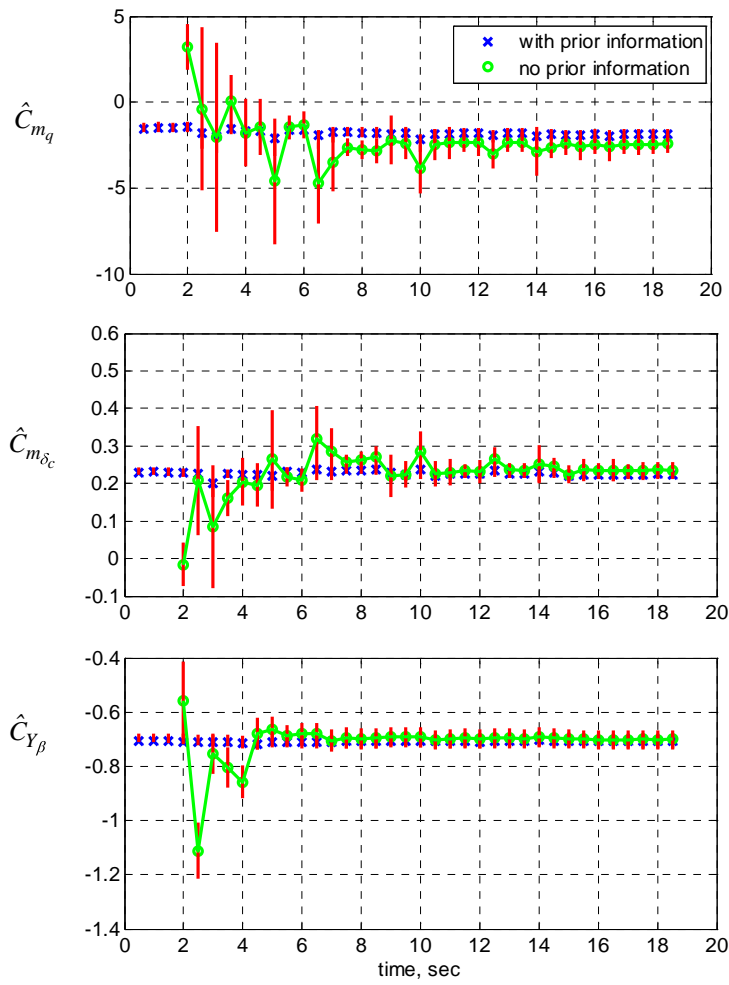 5
with prior information
no prior information
0
Ĉ_{m_q}
-5
-10
0 2 4 6 8 10 12 14 16 18 20
0.6
0.5
0.4
0.3
Ĉ_{m_{δ_c}}
0.2
0.1
0
-0.1
0 2 4 6 8 10 12 14 16 18 20
-0.4
-0.6
Ĉ_{Y_β}
-0.8
-1
-1.2
-1.4
0 2 4 6 8 10 12 14 16 18 20
time, sec